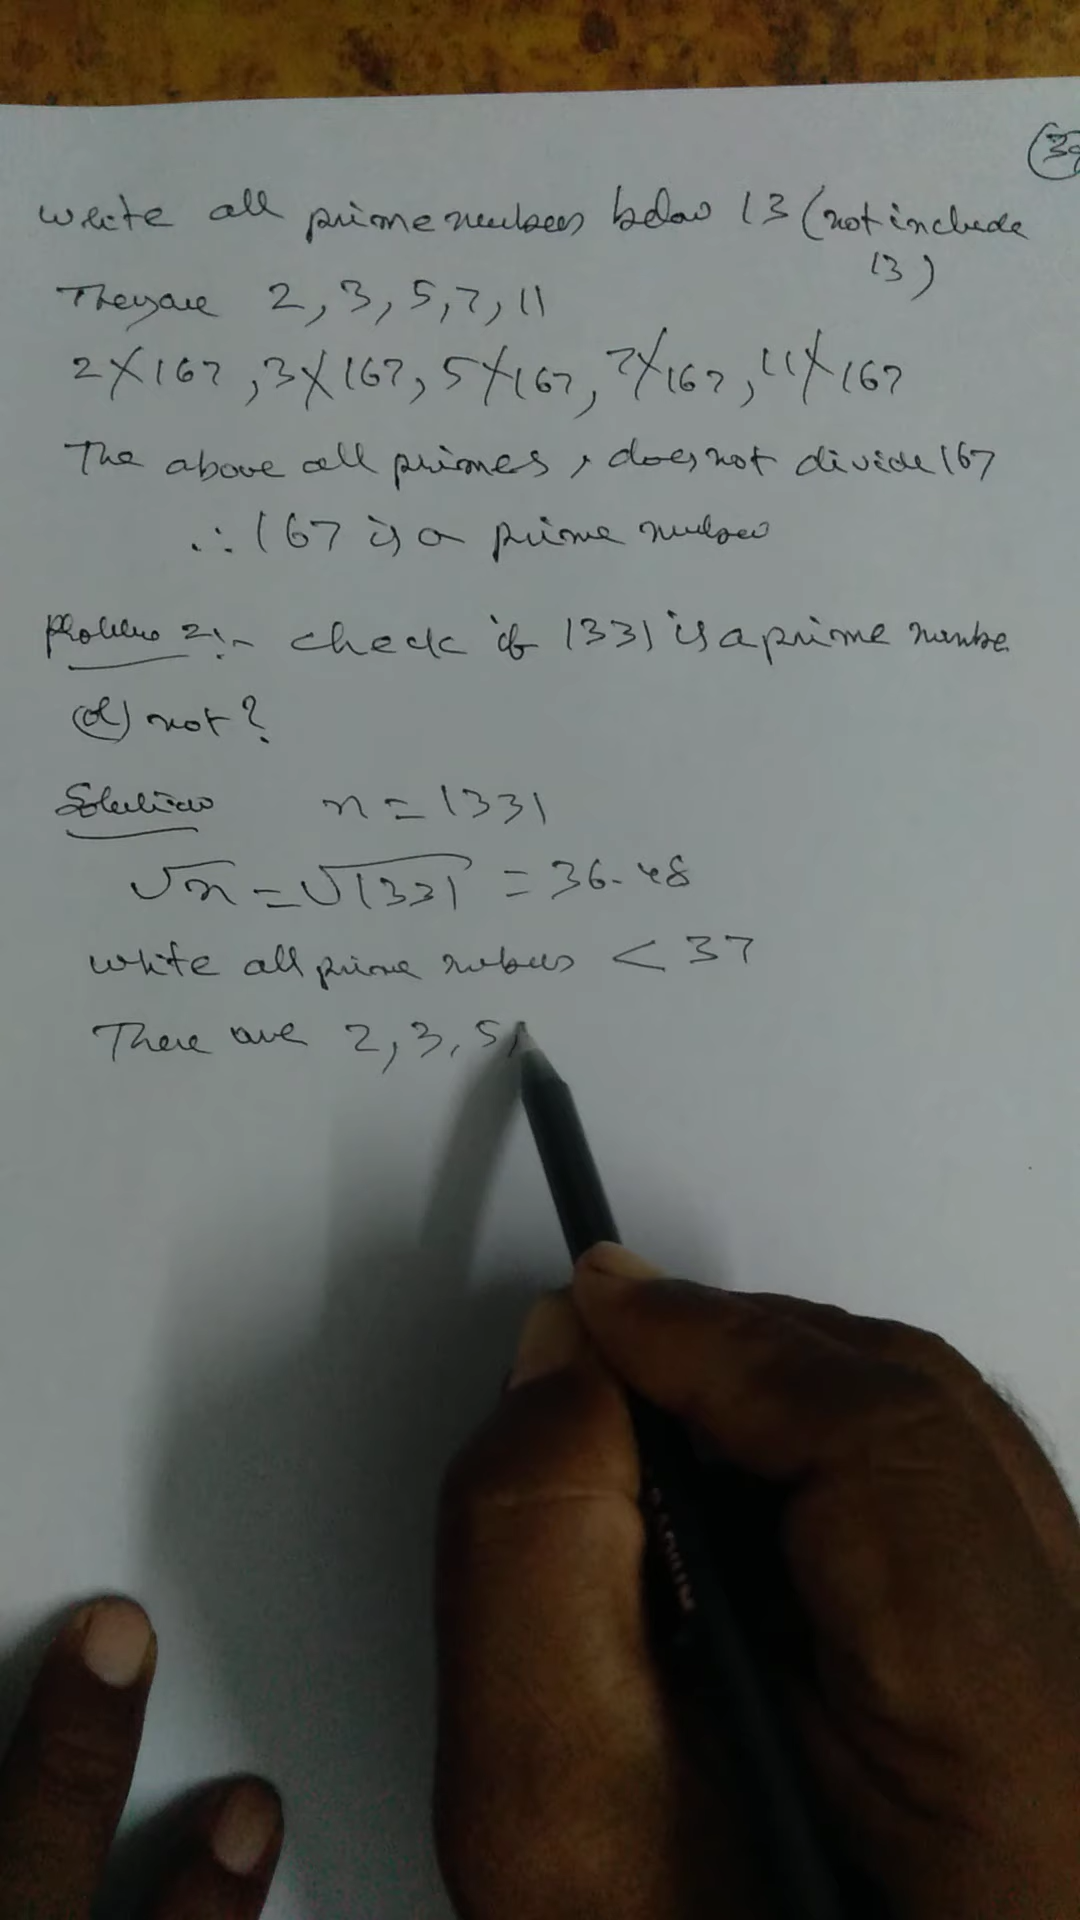 39
Write all prime numbers below 13 (not include
13)
They are 2, 3, 5, 7, 11
2 ∤ 167, 3 ∤ 167, 5 ∤ 167, 7 ∤ 167, 11 ∤ 167
The above all primes, does not divide 167
∴ 167 is a prime number
Problem 2:- check if 1331 is a prime numbe
(or) not?
Solution n = 1331
√n = √1331 = 36.48
write all prime numbers < 37
There are 2, 3, 5,